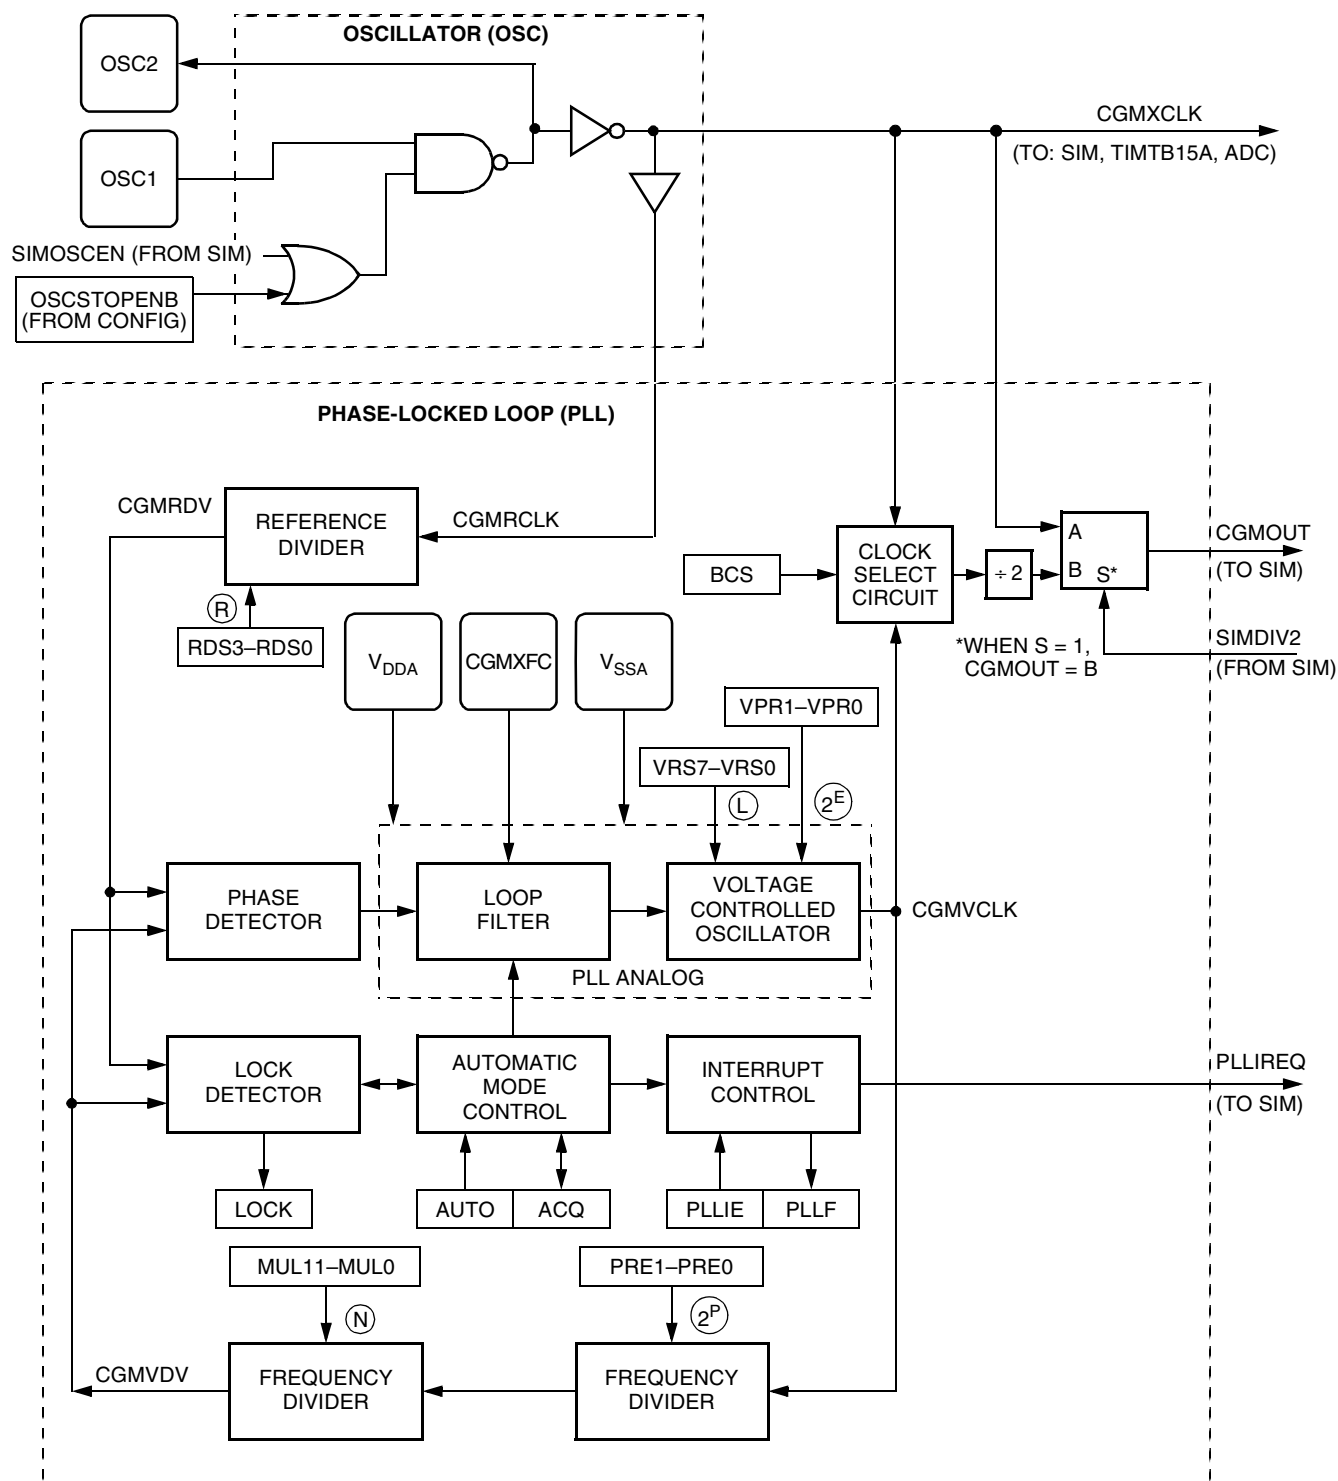 OSCILLATOR (OSC)
OSC2
CGMXCLK
(TO: SIM, TIMTB15A, ADC)
OSC1
SIMOSCEN (FROM SIM)
OSCSTOPENB
(FROM CONFIG)
PHASE-LOCKED LOOP (PLL)
CGMRDV
REFERENCE
DIVIDER
CGMRCLK
R
RDS3–RDS0
BCS
CLOCK
SELECT
CIRCUIT
÷ 2
A
B
S*
CGMOUT
(TO SIM)
*WHEN S = 1,
CGMOUT = B
SIMDIV2
(FROM SIM)
VDDA
CGMXFC
VSSA
VPR1–VPR0
VRS7–VRS0
L
2E
PHASE
DETECTOR
LOOP
FILTER
VOLTAGE
CONTROLLED
OSCILLATOR
CGMVCLK
PLL ANALOG
LOCK
DETECTOR
AUTOMATIC
MODE
CONTROL
INTERRUPT
CONTROL
PLLIREQ
(TO SIM)
LOCK
AUTO
ACQ
PLLIE
PLLF
MUL11–MUL0
PRE1–PRE0
N
2P
CGMVDV
FREQUENCY
DIVIDER
FREQUENCY
DIVIDER